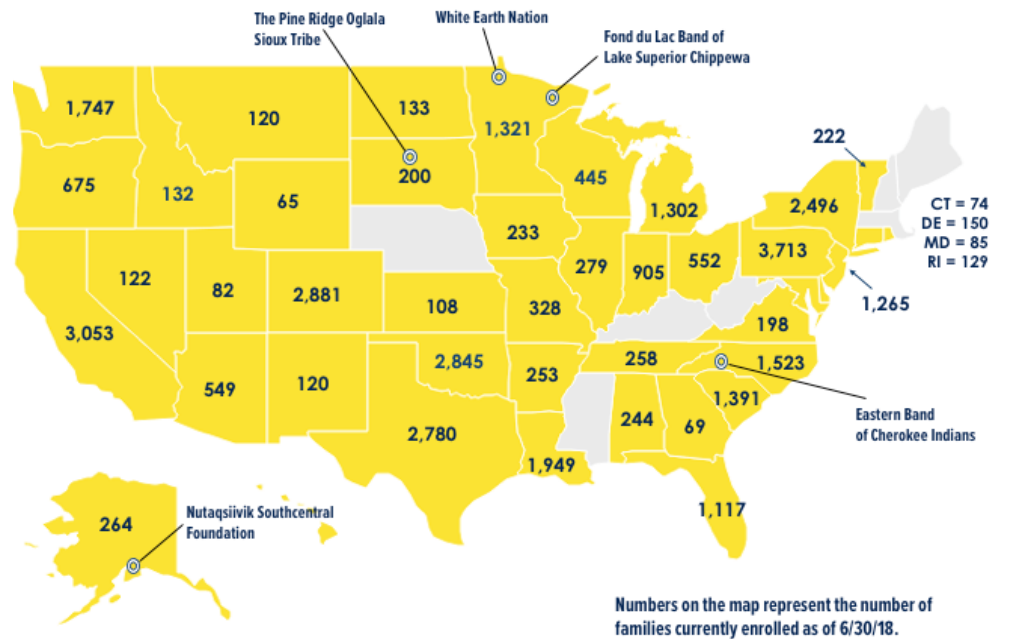 The Pine Ridge Oglala
Sioux Tribe
White Earth Nation
Fond du Lac Band of
Lake Superior Chippewa
1,747
120
133
1,321
222
675
132
65
200
445
1,302
2,496
CT = 74
DE = 150
MD = 85
RI = 129
122
82
2,881
233
279
905
552
3,713
1,265
3,053
108
328
198
549
120
2,845
253
258
1,523
2,780
1,949
244
69
1,391
Eastern Band
of Cherokee Indians
1,117
264
Nutaqsiivik Southcentral
Foundation
Numbers on the map represent the number of
families currently enrolled as of 6/30/18.